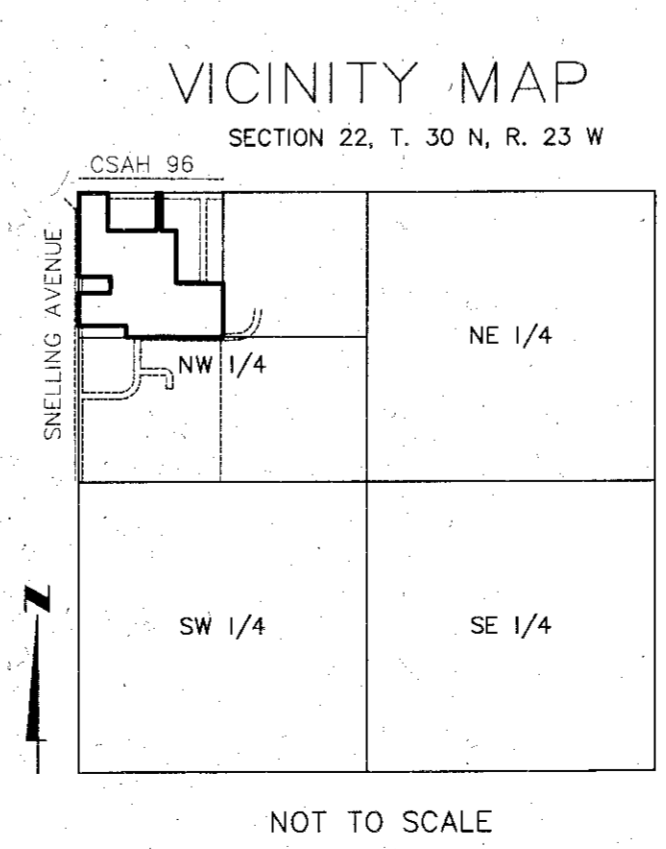 VICINITY MAP
SECTION 22, T. 30 N, R. 23 W
CSAH 96
SNELLING AVENUE
NE 1/4
NW 1/4
SW 1/4
SE 1/4
N
NOT TO SCALE